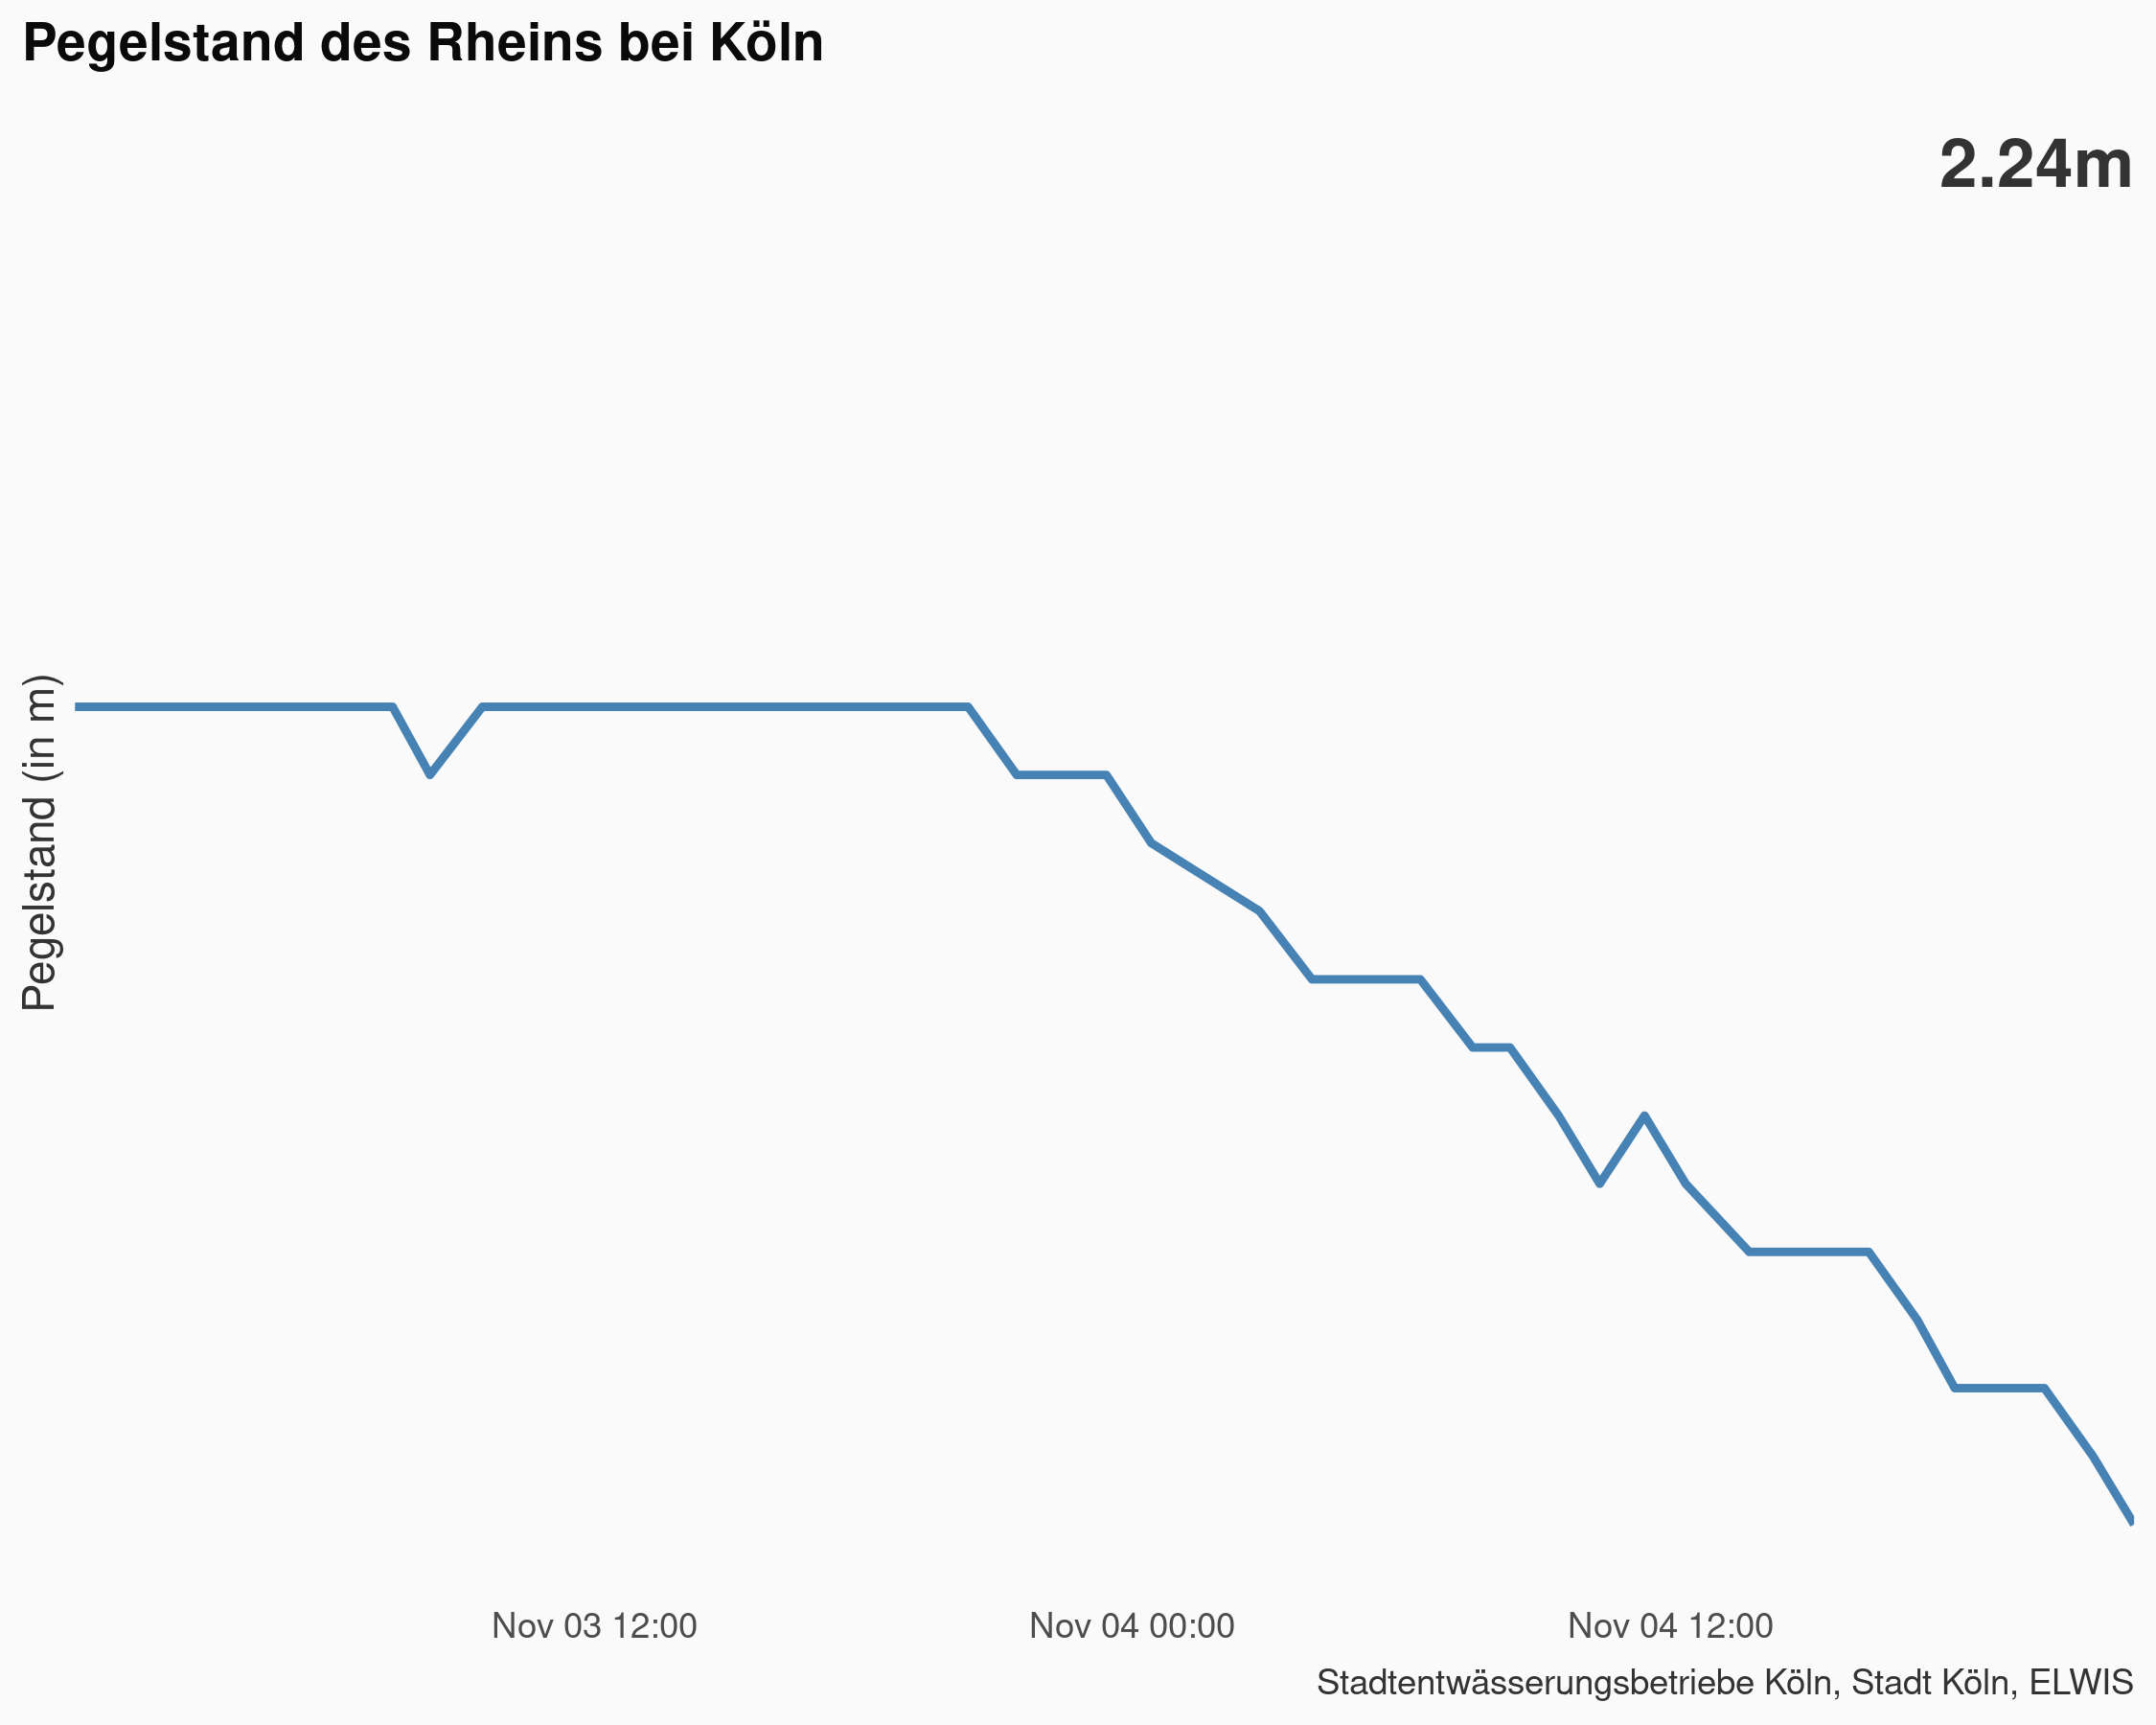 Pegelstand des Rheins bei Köln
2.24m
Pegelstand (in m)
Nov 03 12:00
Nov 04 00:00
Nov 04 12:00
Stadtentwässerungsbetriebe Köln, Stadt Köln, ELWIS